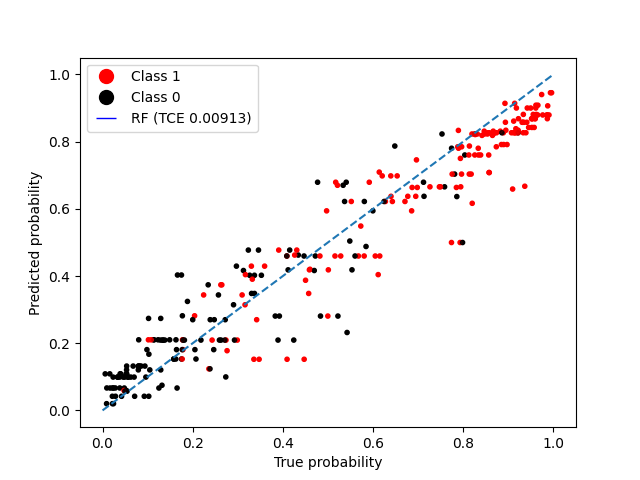 Class 1
Class 0
RF (TCE 0.00913)
Predicted probability
1.0
0.8
0.6
0.4
0.2
0.0
0.0 0.2 0.4 0.6 0.8 1.0
True probability